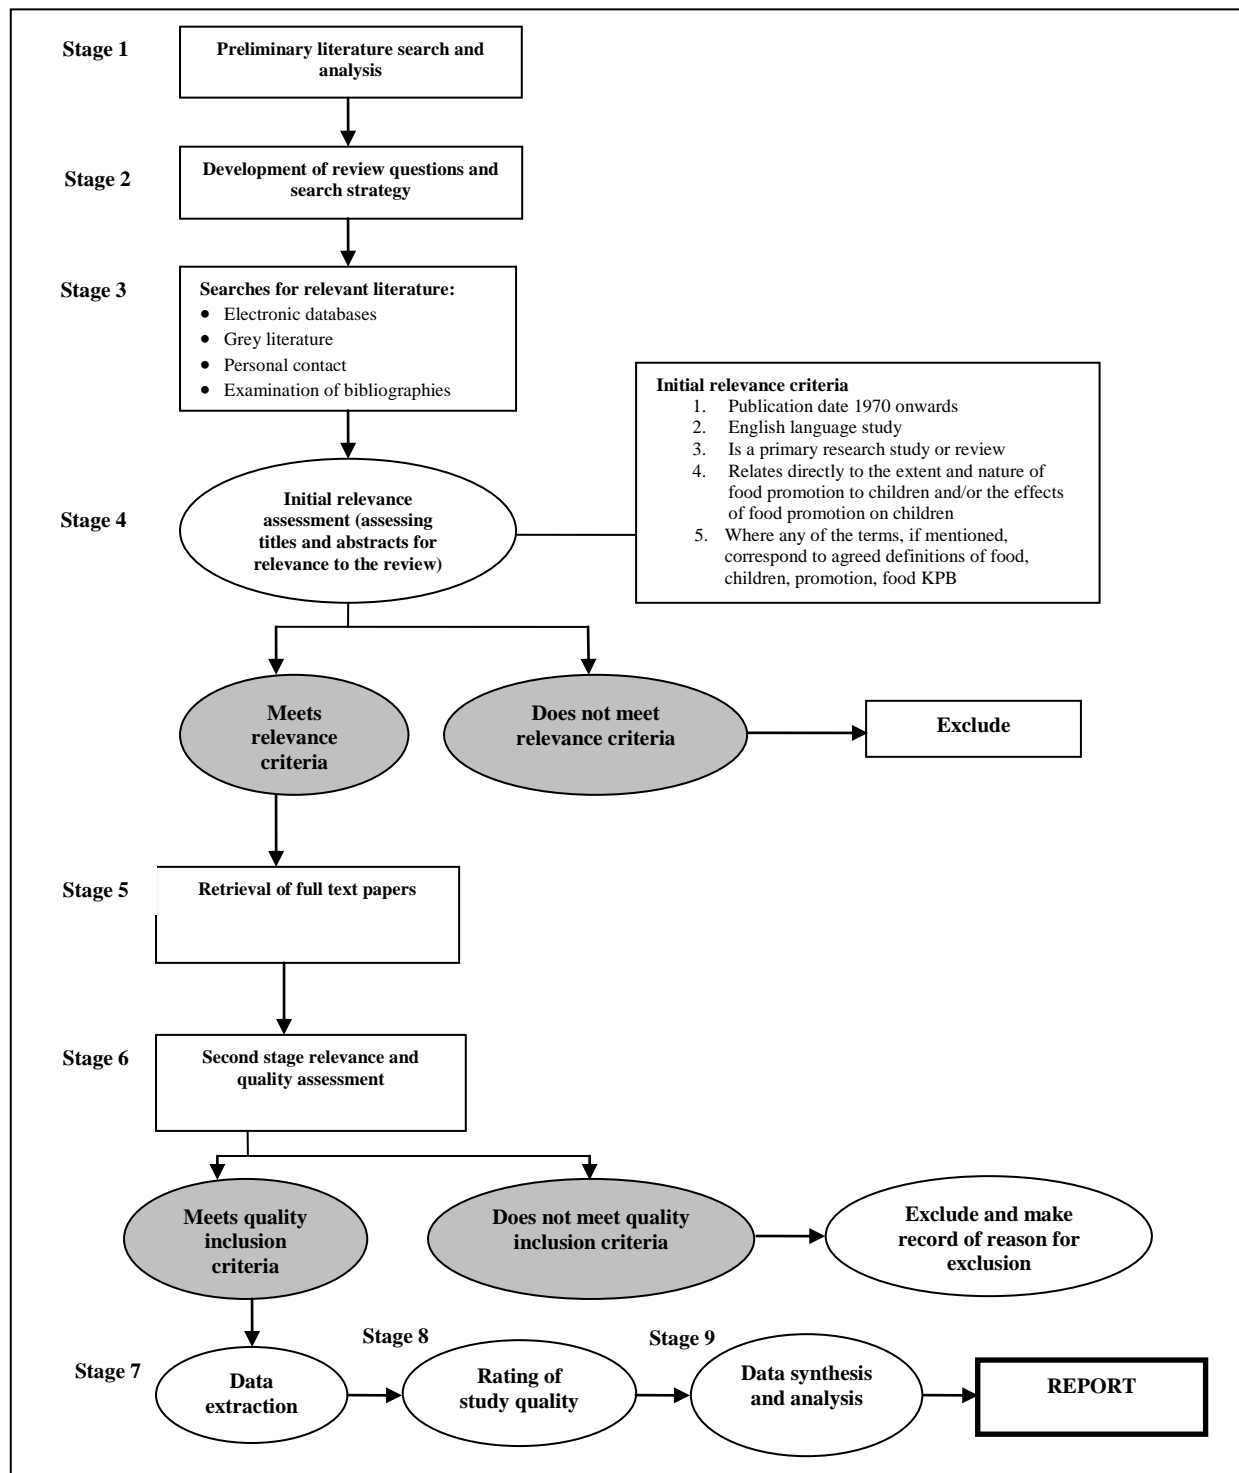 Stage 1
Preliminary literature search and
analysis
Stage 2
Development of review questions and
search strategy
Stage 3
Searches for relevant literature:
• Electronic databases
• Grey literature
• Personal contact
• Examination of bibliographies
Initial relevance criteria
1. Publication date 1970 onwards
2. English language study
3. Is a primary research study or review
4. Relates directly to the extent and nature of
food promotion to children and/or the effects
of food promotion on children
5. Where any of the terms, if mentioned,
correspond to agreed definitions of food,
children, promotion, food KPB
Stage 4
Initial relevance
assessment (assessing
titles and abstracts for
relevance to the review)
Meets
relevance
criteria
Does not meet
relevance criteria
Exclude
Stage 5
Retrieval of full text papers
Stage 6
Second stage relevance and
quality assessment
Meets quality
inclusion
criteria
Does not meet quality
inclusion criteria
Exclude and make
record of reason for
exclusion
Stage 7
Data
extraction
Stage 8
Rating of
study quality
Stage 9
Data synthesis
and analysis
REPORT